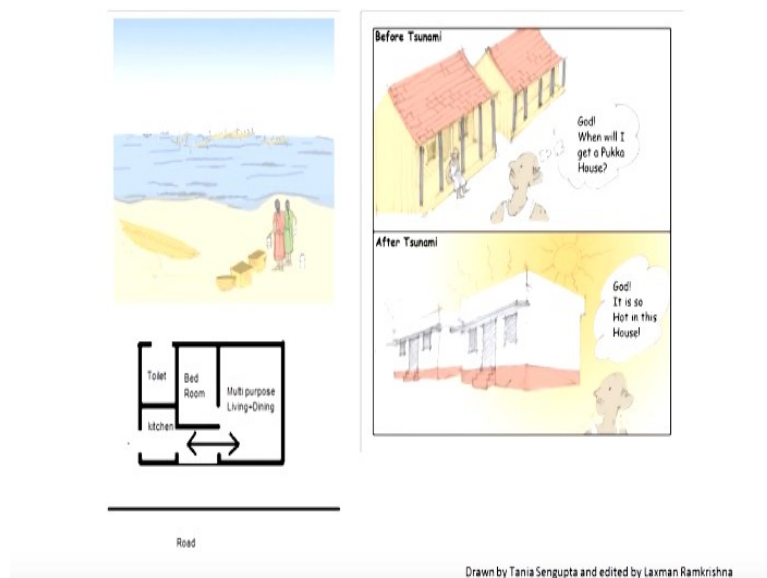 Before Tsunami
God!
When will I
get a Pukka
House?
After Tsunami
God!
It is so
Hot in this
House!
Toilet
Bed
Room
Multi purpose
Living+Dining
kitchen
Road
Drawn by Tania Sengupta and edited by Laxman Ramkrishna